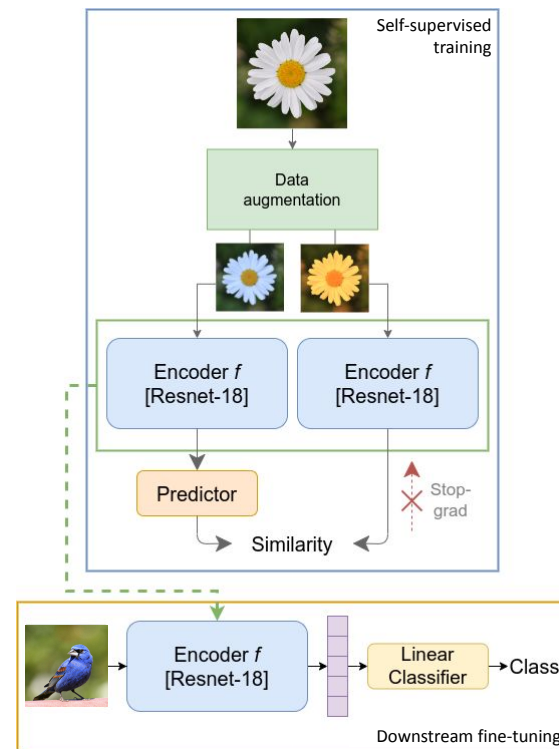 Self-supervised
training
Data
augmentation
Encoder f
[Resnet-18]
Encoder f
[Resnet-18]
Predictor
Stop-
grad
Similarity
Encoder f
[Resnet-18]
Linear
Classifier
Class
Downstream fine-tuning